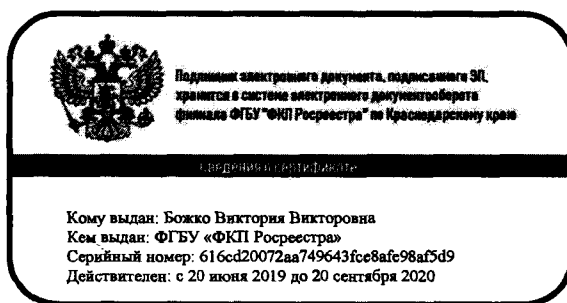 Подлинник электронного документа, подписанного ЭП,
хранится в системе электронного документооборота
филиала ФГБУ "ФКП Росреестра" по Краснодарскому краю
сведения о сертификате
Кому выдан: Божко Виктория Викторовна
Кем выдан: ФГБУ «ФКП Росреестра»
Серийный номер: 616cd20072aa749643fce8afe98af5d9
Действителен: с 20 июня 2019 до 20 сентября 2020